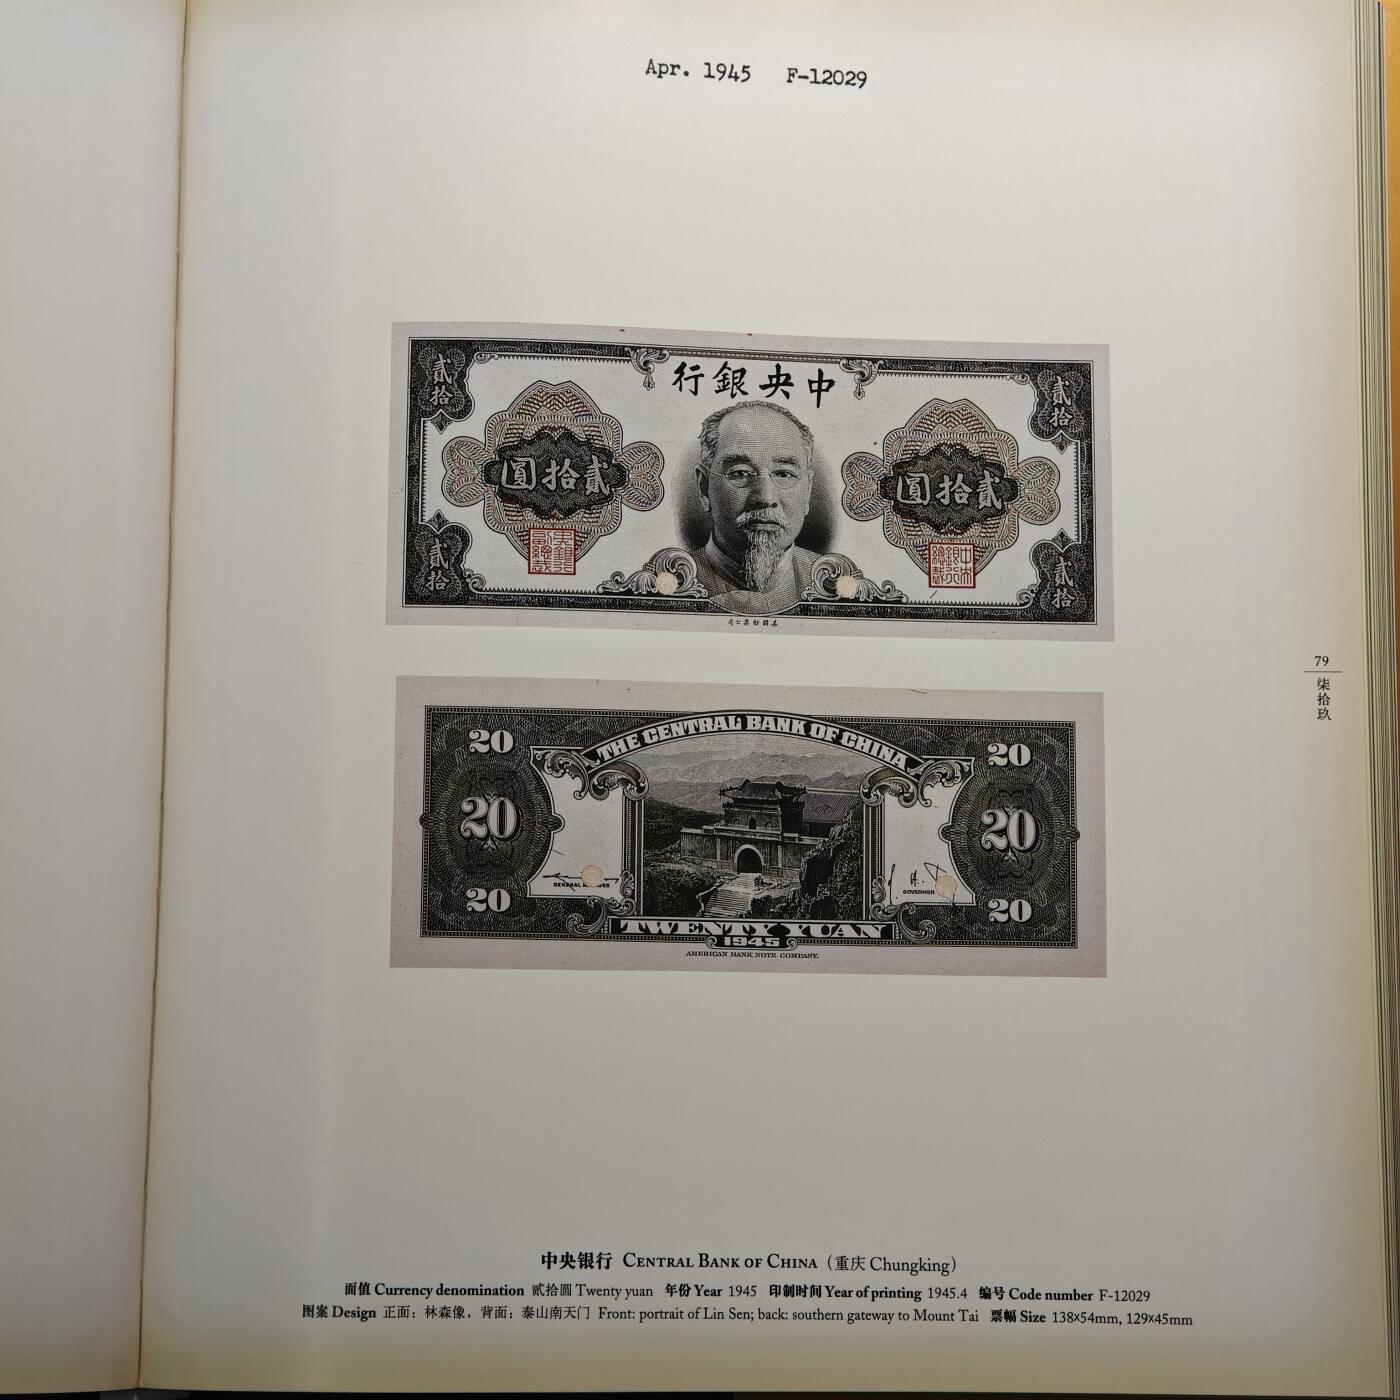 Apr. 1945 F-12029
行銀央中
貳拾
貳拾
圓拾貳
圓拾貳
貳拾
貳拾
司公票鈔國美
THE CENTRAL BANK OF CHINA
20
20
20
20
20
20
GOVERNOR
TWENTY YUAN
1945
AMERICAN BANK NOTE COMPANY.
79
柒拾玖
中央银行 CENTRAL BANK OF CHINA（重庆 Chungking）
面值 Currency denomination 贰拾圆 Twenty yuan 年份 Year 1945 印制时间 Year of printing 1945.4 编号 Code number F-12029
图案 Design 正面：林森像，背面：泰山南天门 Front: portrait of Lin Sen; back: southern gateway to Mount Tai 票幅 Size 138×54mm, 129×45mm